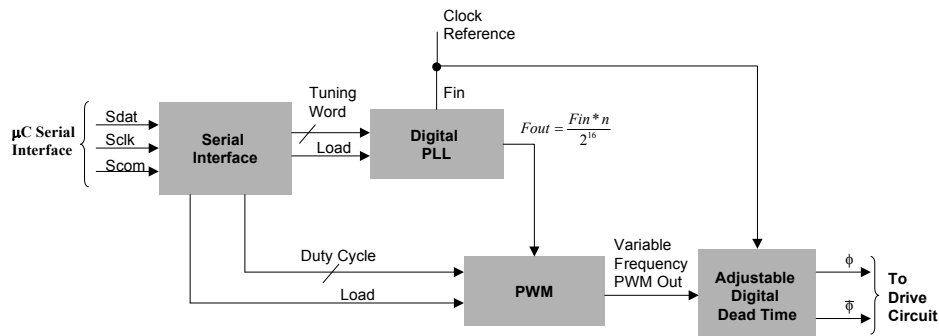 Clock
Reference
Tuning
Word
Fin
Sdat
μC Serial
Interface
Sclk
Scom
Serial
Interface
Load
Digital
PLL
Fout = Fin * n / 2^16
Duty Cycle
Load
PWM
Variable
Frequency
PWM Out
Adjustable
Digital
Dead Time
ϕ
ϕ̅
To
Drive
Circuit